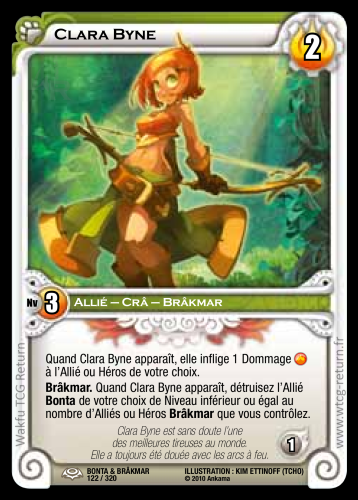 CLARA BYNE
2
Nv 3
ALLIÉ – CRÂ – BRÂKMAR
Quand Clara Byne apparaît, elle inflige 1 Dommage
à l'Allié ou Héros de votre choix.
Brâkmar. Quand Clara Byne apparaît, détruisez l'Allié
Bonta de votre choix de Niveau inférieur ou égal au
nombre d'Alliés ou Héros Brâkmar que vous contrôlez.
Clara Byne est sans doute l'une
des meilleures tireuses au monde.
Elle a toujours été douée avec les arcs à feu.
1
BONTA & BRÂKMAR
122 / 320
ILLUSTRATION : KIM ETTINOFF (TCHO)
© 2010 Ankama
Wakfu TCG Return
www.wtcg-return.fr